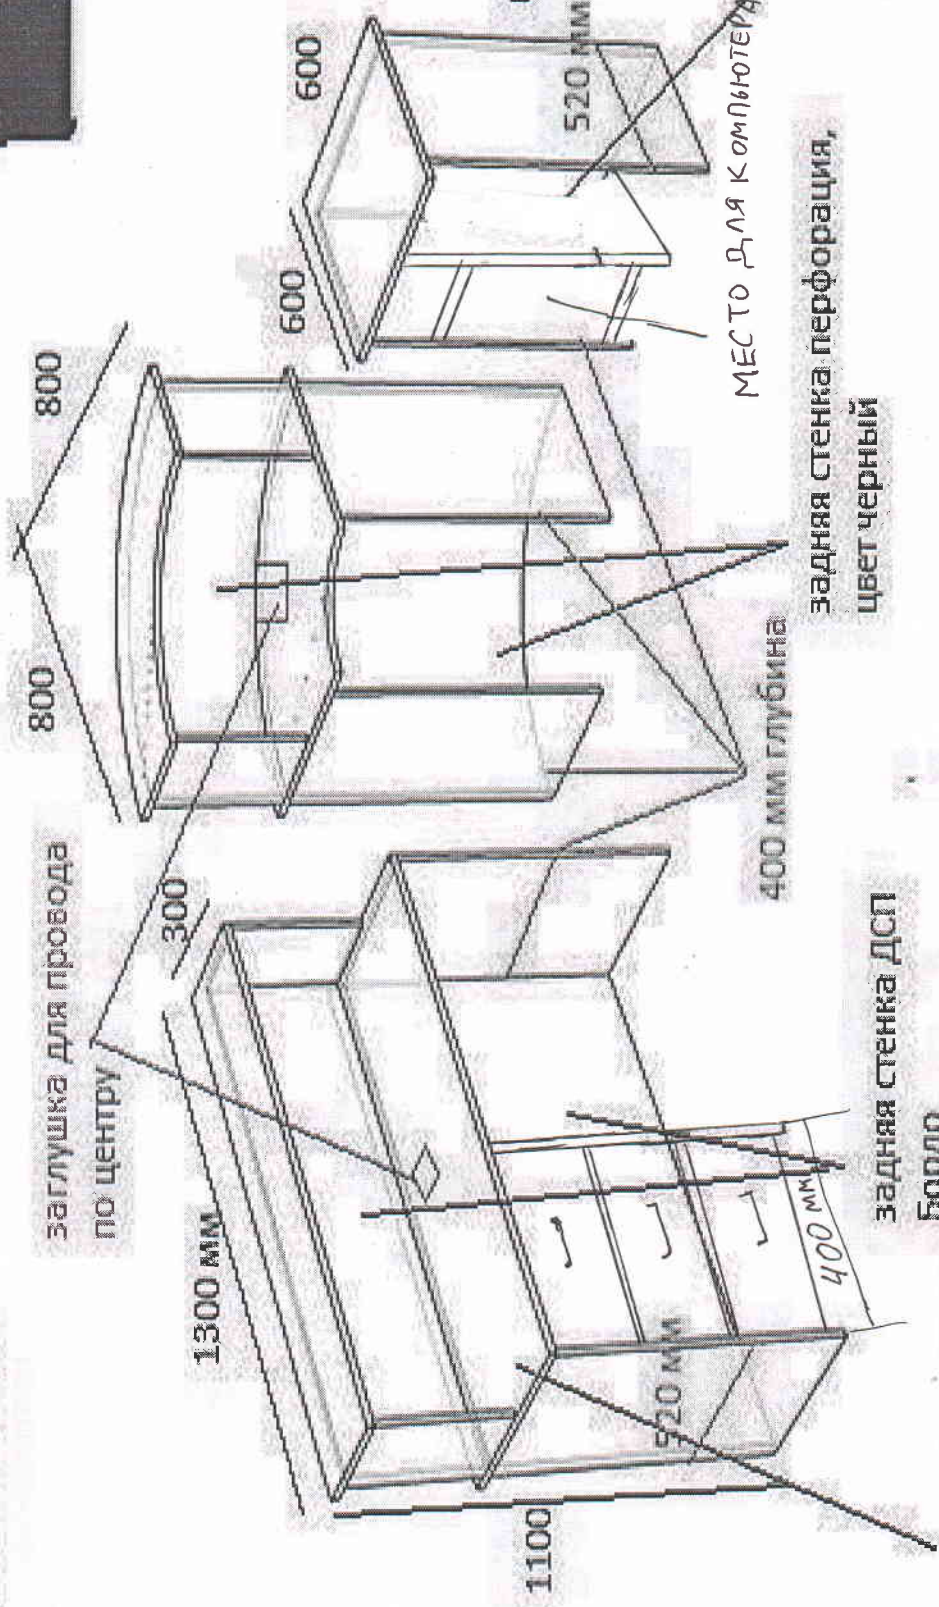 заглушка для провода
по центру
1300 мм
300
800
800
600
600
1100
520 мм
520 мм
400 мм
400 мм глубина
МЕСТО ДЛЯ КОМПЬЮТЕРА
задняя стенка перфорация,
цвет черный
задняя стенка ДСП